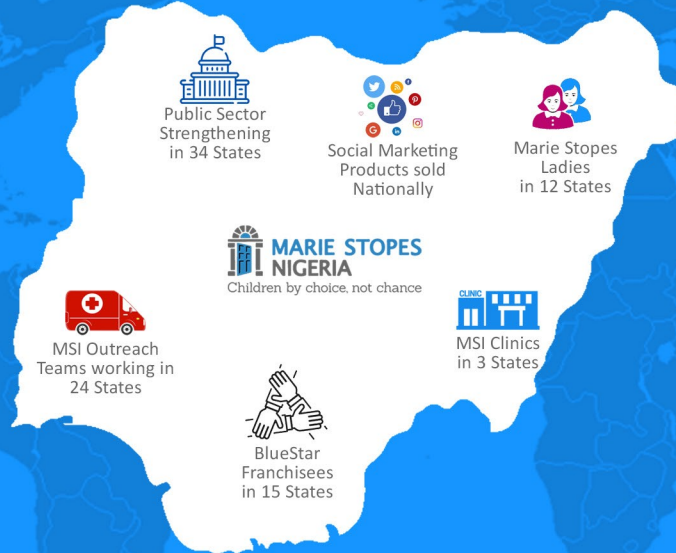 Public Sector
Strengthening
in 34 States
Social Marketing
Products sold
Nationally
Marie Stopes
Ladies
in 12 States
MARIE STOPES
NIGERIA
Children by choice, not chance
MSI Outreach
Teams working in
24 States
CLINIC
MSI Clinics
in 3 States
BlueStar
Franchisees
in 15 States